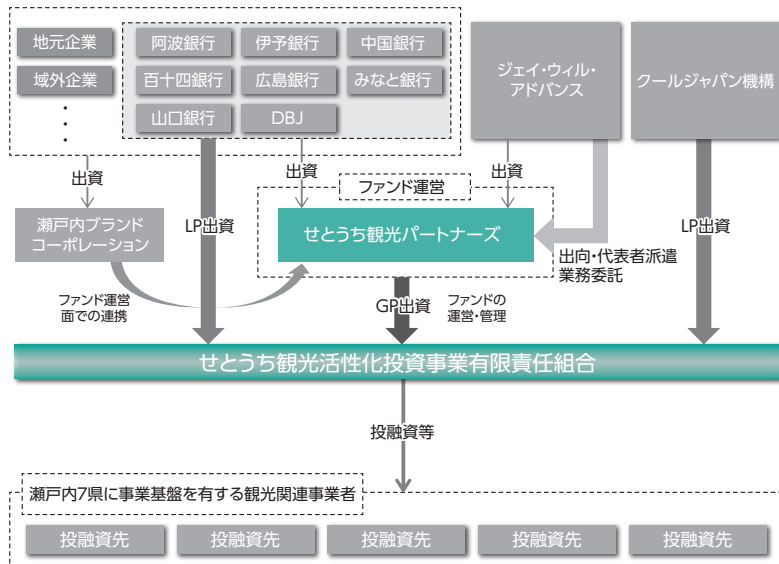 地元企業
阿波銀行
伊予銀行
中国銀行
域外企業
百十四銀行
広島銀行
みなと銀行
・
・
・
山口銀行
DBJ
ジェイ・ウィル・
アドバンス
クールジャパン機構
出資
LP出資
出資
出資
LP出資
ファンド運営
瀬戸内ブランド
コーポレーション
せとうち観光パートナーズ
出向・代表者派遣
業務委託
ファンド運営
面での連携
GP出資
ファンドの
運営・管理
せとうち観光活性化投資事業有限責任組合
投融資等
瀬戸内7県に事業基盤を有する観光関連事業者
投融資先
投融資先
投融資先
投融資先
投融資先